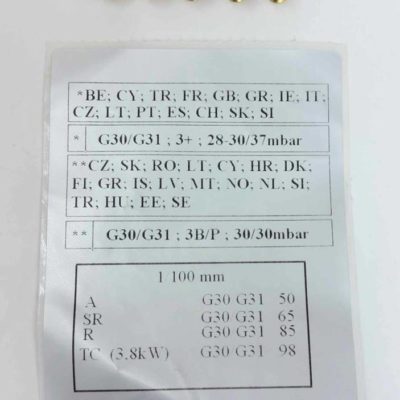 *BE; CY; TR; FR; GB; GR; IE; IT;
CZ; LT; PT; ES; CH; SK; SI
* G30/G31 ; 3+ ; 28-30/37mbar
**CZ; SK; RO; LT; CY; HR; DK;
FI; GR; IS; LV; MT; NO; NL; SI;
TR; HU; EE; SE
** G30/G31 ; 3B/P ; 30/30mbar
1 100 mm
A G30 G31 50
SR G30 G31 65
R G30 G31 85
TC (3.8kW) G30 G31 98